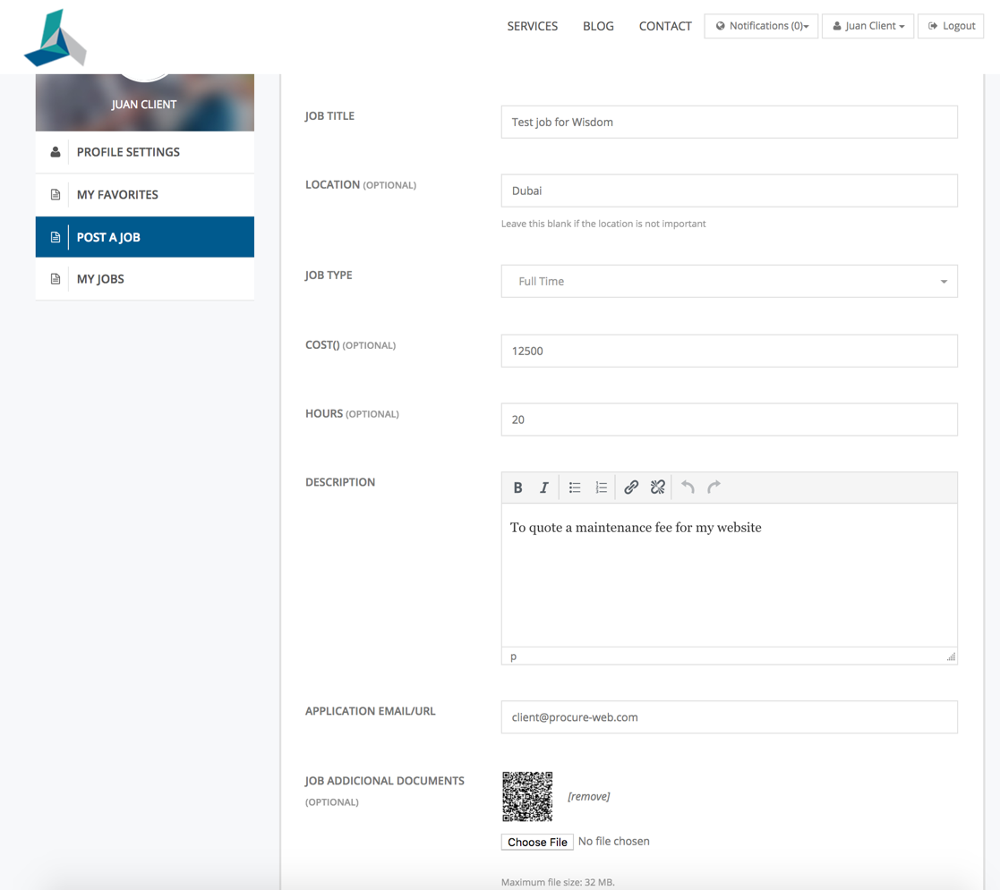 SERVICES BLOG CONTACT Notifications (0) Juan Client Logout
JUAN CLIENT
PROFILE SETTINGS
MY FAVORITES
POST A JOB
MY JOBS
JOB TITLE
Test job for Wisdom
LOCATION (OPTIONAL)
Dubai
Leave this blank if the location is not important
JOB TYPE
Full Time
COST() (OPTIONAL)
12500
HOURS (OPTIONAL)
20
DESCRIPTION
B I
To quote a maintenance fee for my website
p
APPLICATION EMAIL/URL
client@procure-web.com
JOB ADDICIONAL DOCUMENTS
(OPTIONAL)
[remove]
Choose File No file chosen
Maximum file size: 32 MB.